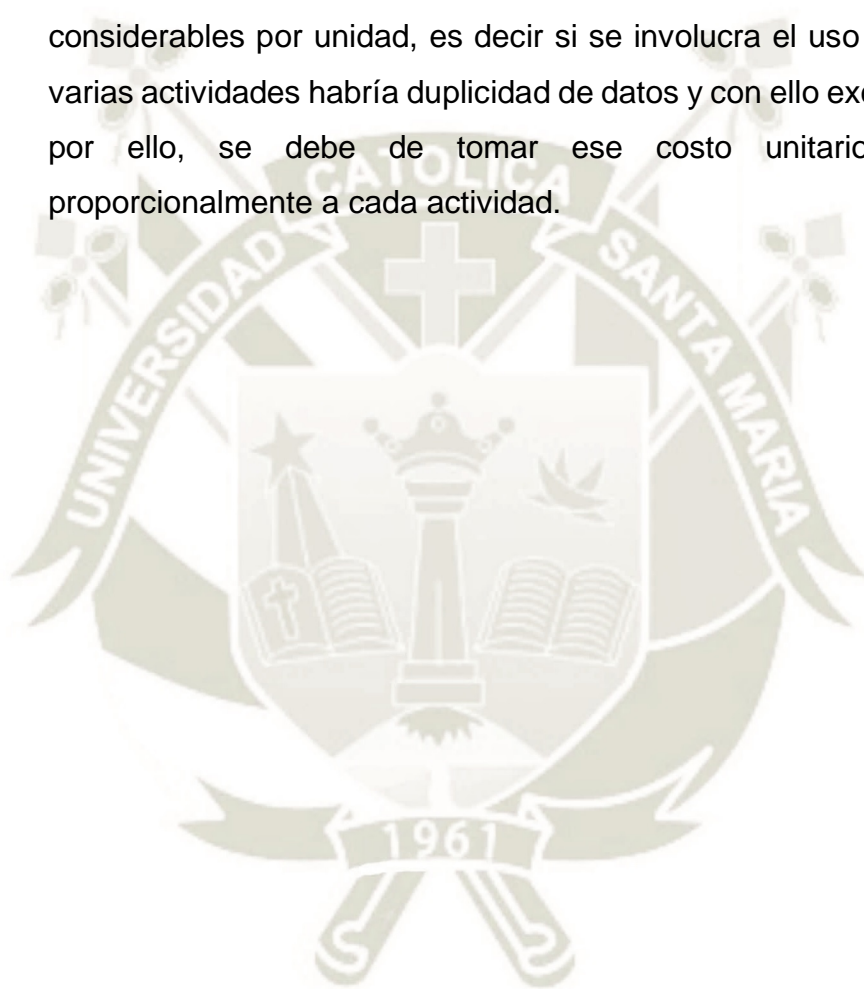 considerables por unidad, es decir si se involucra el uso
varias actividades habría duplicidad de datos y con ello
por ello, se debe de tomar ese costo unitario
proporcionalmente a cada actividad.
UNIVERSIDAD CATOLICA SANTA MARIA
1961